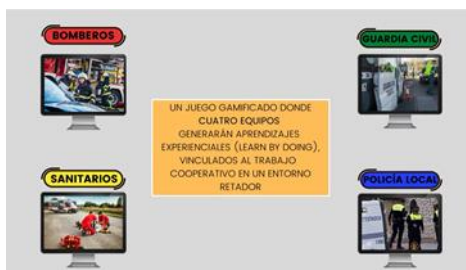 BOMBEROS
GUARDIA CIVIL
UN JUEGO GAMIFICADO DONDE
CUATRO EQUIPOS
GENERARÁN APRENDIZAJES
EXPERIENCIALES (LEARN BY DOING),
VINCULADOS AL TRABAJO
COOPERATIVO EN UN ENTORNO
RETADOR
SANITARIOS
POLICÍA LOCAL